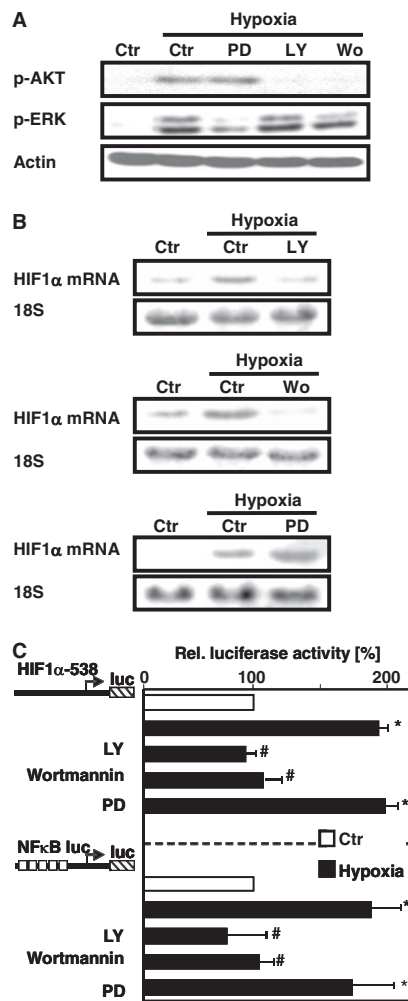 A
Hypoxia
Ctr Ctr PD LY Wo
p-AKT
p-ERK
Actin
B
Hypoxia
Ctr Ctr LY
HIF1α mRNA
18S
Hypoxia
Ctr Ctr Wo
HIF1α mRNA
18S
Hypoxia
Ctr Ctr PD
HIF1α mRNA
18S
C
Rel. luciferase activity [%]
HIF1α-538
luc
0 100 200
*
LY #
Wortmannin #
PD *
Ctr
NFκB luc luc
Hypoxia
*
LY #
Wortmannin #
PD *